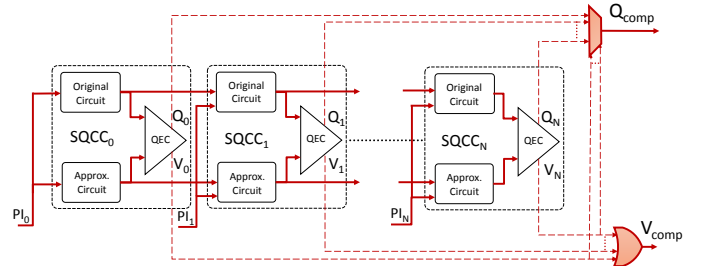 Q_comp
Original Circuit
Original Circuit
Original Circuit
Q_0
Q_1
Q_N
SQCC_0
QEC
SQCC_1
QEC
SQCC_N
QEC
V_0
V_1
V_N
Approx. Circuit
Approx. Circuit
Approx. Circuit
PI_0
PI_1
PI_N
V_comp